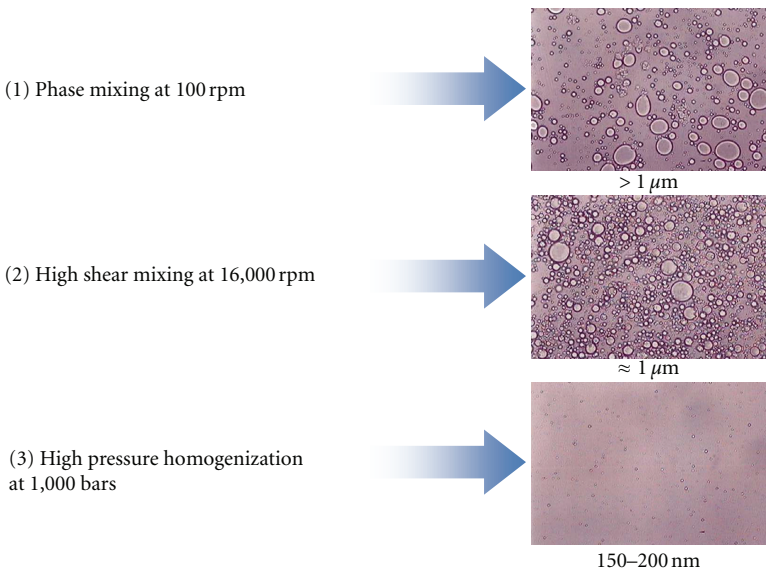 (1) Phase mixing at 100 rpm
> 1 µm
(2) High shear mixing at 16,000 rpm
≈ 1 µm
(3) High pressure homogenization
at 1,000 bars
150–200 nm